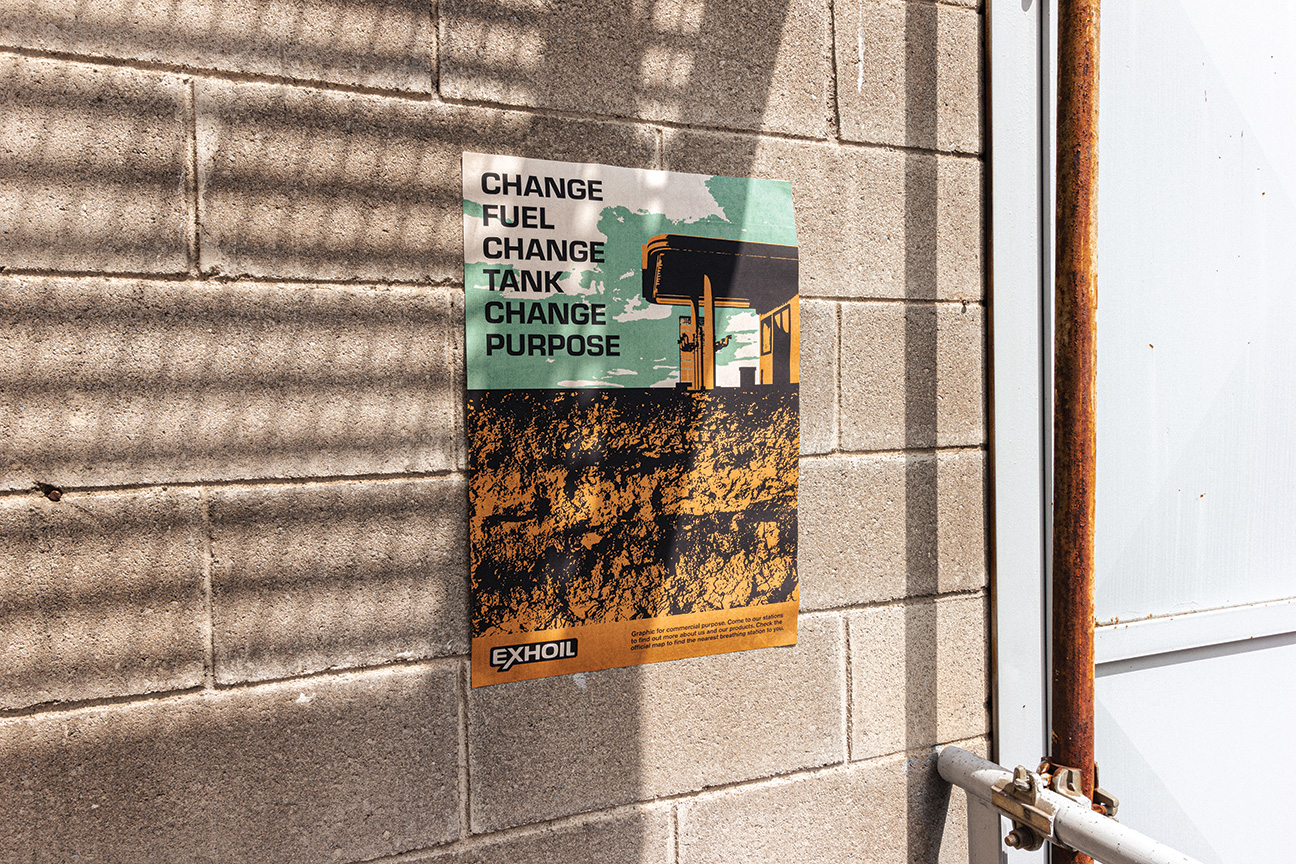 CHANGE
FUEL
CHANGE
TANK
CHANGE
PURPOSE
EXHOIL
Graphic for commercial purpose. Come to our stations
to find out more about us and our products. Check the
official map to find the nearest breathing station to you.